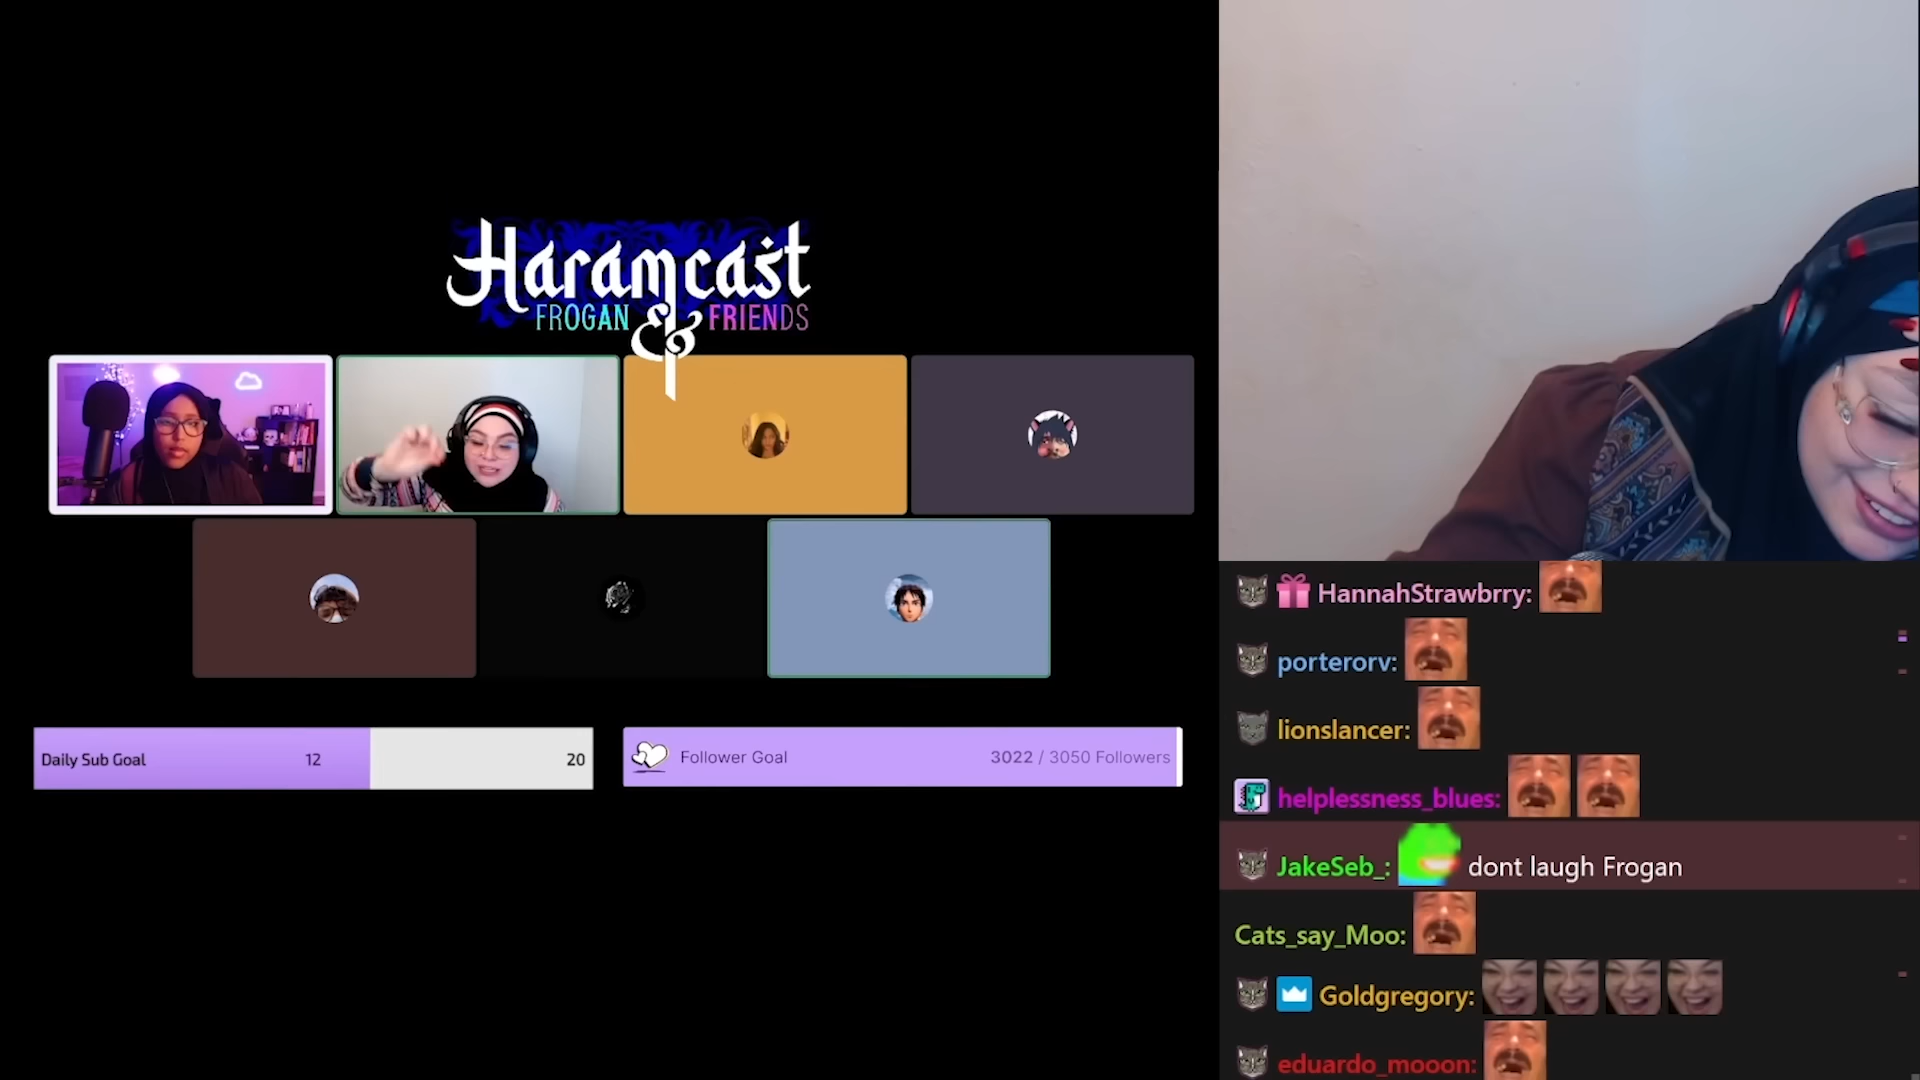 Haramcast
FROGAN & FRIENDS
Daily Sub Goal 12 20
Follower Goal 3022 / 3050 Followers
HannahStrawbrry:
porterorv:
lionslancer:
helplessness_blues:
JakeSeb_: dont laugh Frogan
Cats_say_Moo:
Goldgregory:
eduardo_mooon: